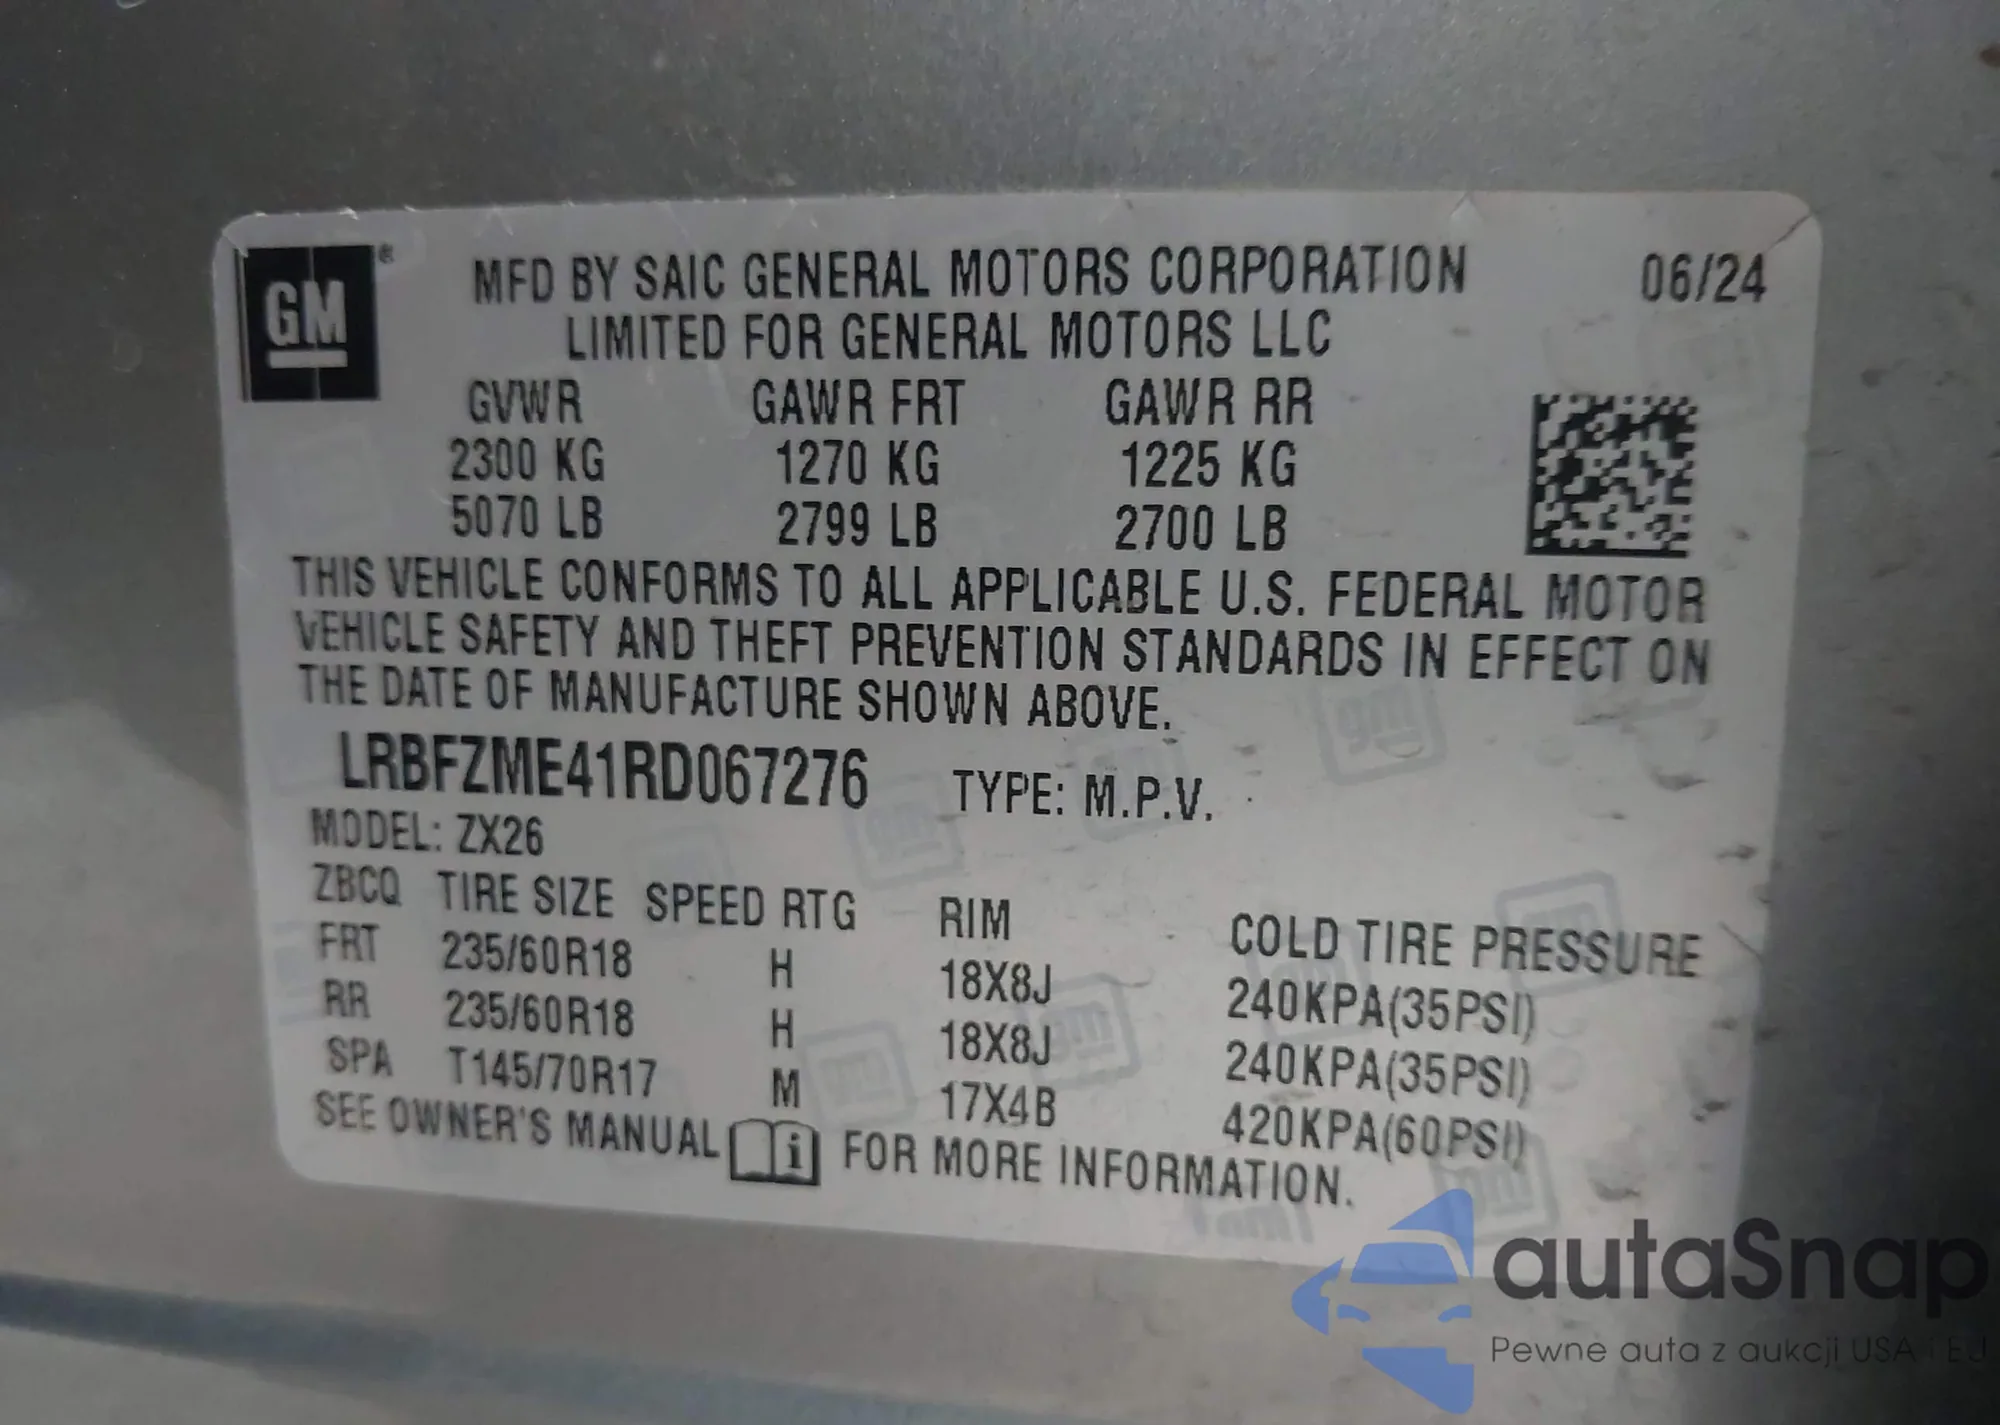 GM ®
MFD BY SAIC GENERAL MOTORS CORPORATION 06/24
LIMITED FOR GENERAL MOTORS LLC
GVWR GAWR FRT GAWR RR
2300 KG 1270 KG 1225 KG
5070 LB 2799 LB 2700 LB
THIS VEHICLE CONFORMS TO ALL APPLICABLE U.S. FEDERAL MOTOR
VEHICLE SAFETY AND THEFT PREVENTION STANDARDS IN EFFECT ON
THE DATE OF MANUFACTURE SHOWN ABOVE.
LRBFZME41RD067276 TYPE: M.P.V.
MODEL: ZX26
ZBCQ TIRE SIZE SPEED RTG RIM COLD TIRE PRESSURE
FRT 235/60R18 H 18X8J 240KPA(35PSI)
RR 235/60R18 H 18X8J 240KPA(35PSI)
SPA T145/70R17 M 17X4B 420KPA(60PSI)
SEE OWNER'S MANUAL i FOR MORE INFORMATION.
autaSnap
Pewne auta z aukcji USA i EU